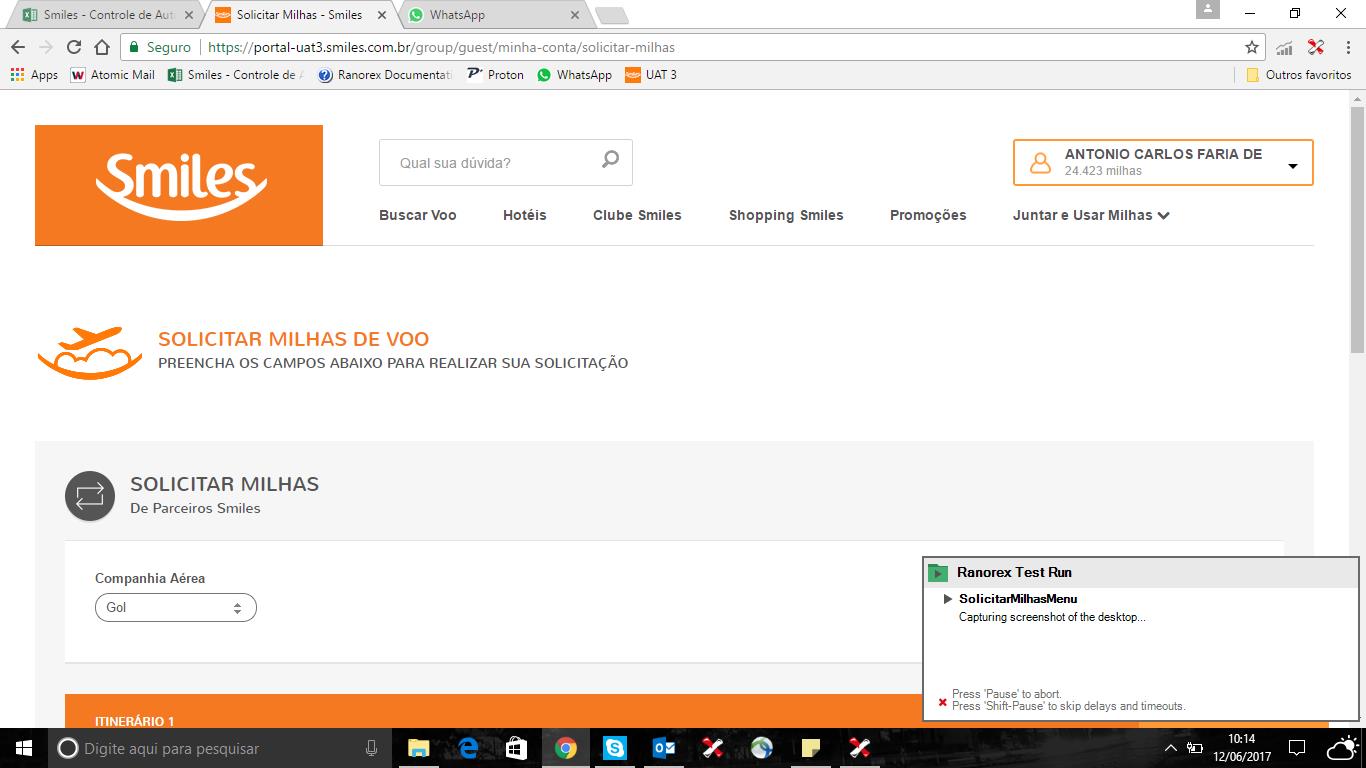 Smiles - Controle de Aut
Solicitar Milhas - Smiles
WhatsApp
Seguro
https://portal-uat3.smiles.com.br/group/guest/minha-conta/solicitar-milhas
Apps
Atomic Mail
Smiles - Controle de A
Ranorex Documentati
Proton
WhatsApp
UAT 3
Outros favoritos
Smiles
Qual sua dúvida?
ANTONIO CARLOS FARIA DE
24.423 milhas
Buscar Voo
Hotéis
Clube Smiles
Shopping Smiles
Promoções
Juntar e Usar Milhas
SOLICITAR MILHAS DE VOO
PREENCHA OS CAMPOS ABAIXO PARA REALIZAR SUA SOLICITAÇÃO
SOLICITAR MILHAS
De Parceiros Smiles
Companhia Aérea
Gol
ITINERÁRIO 1
Ranorex Test Run
SolicitarMilhasMenu
Capturing screenshot of the desktop...
Press 'Pause' to abort.
Press 'Shift-Pause' to skip delays and timeouts.
Digite aqui para pesquisar
10:14
12/06/2017